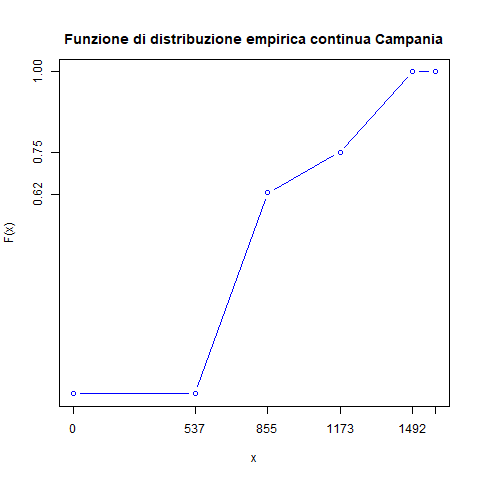 Funzione di distribuzione empirica continua Campania
1.00
0.75
0.62
F(x)
0 537 855 1173 1492
x